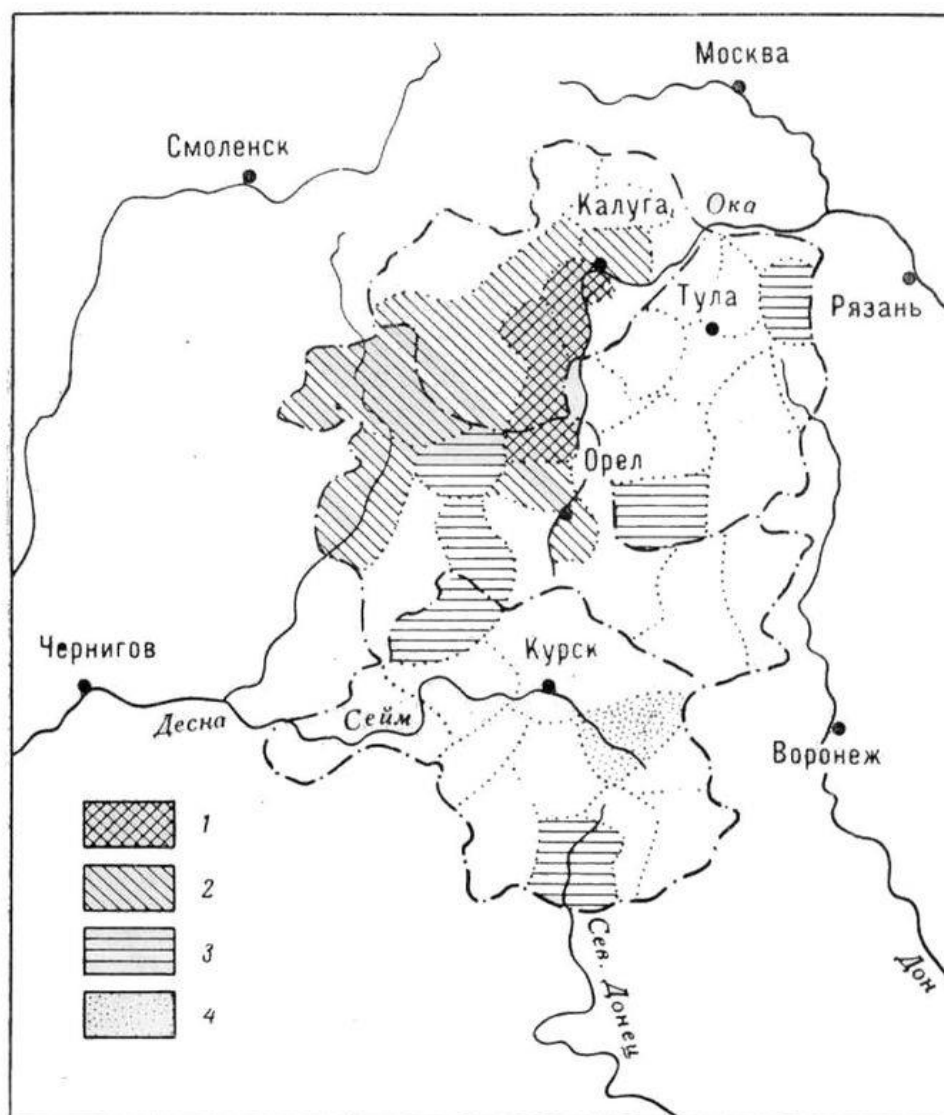 Москва
Смоленск
Калуга
Ока
Тула
Рязань
Орел
Чернигов
Курск
Десна
Сейм
Воронеж
1
2
3
4
Сев. Донец
Дон